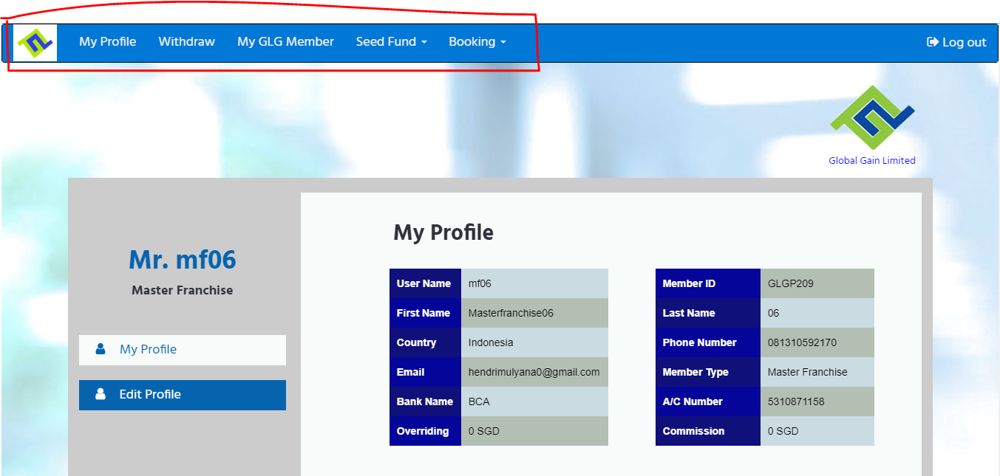 My Profile Withdraw My GLG Member Seed Fund Booking Log out
Global Gain Limited
Mr. mf06
Master Franchise
My Profile
Edit Profile
My Profile
User Name mf06
First Name Masterfranchise06
Country Indonesia
Email hendrimulyana0@gmail.com
Bank Name BCA
Overriding 0 SGD
Member ID GLGP209
Last Name 06
Phone Number 081310592170
Member Type Master Franchise
A/C Number 5310871158
Commission 0 SGD